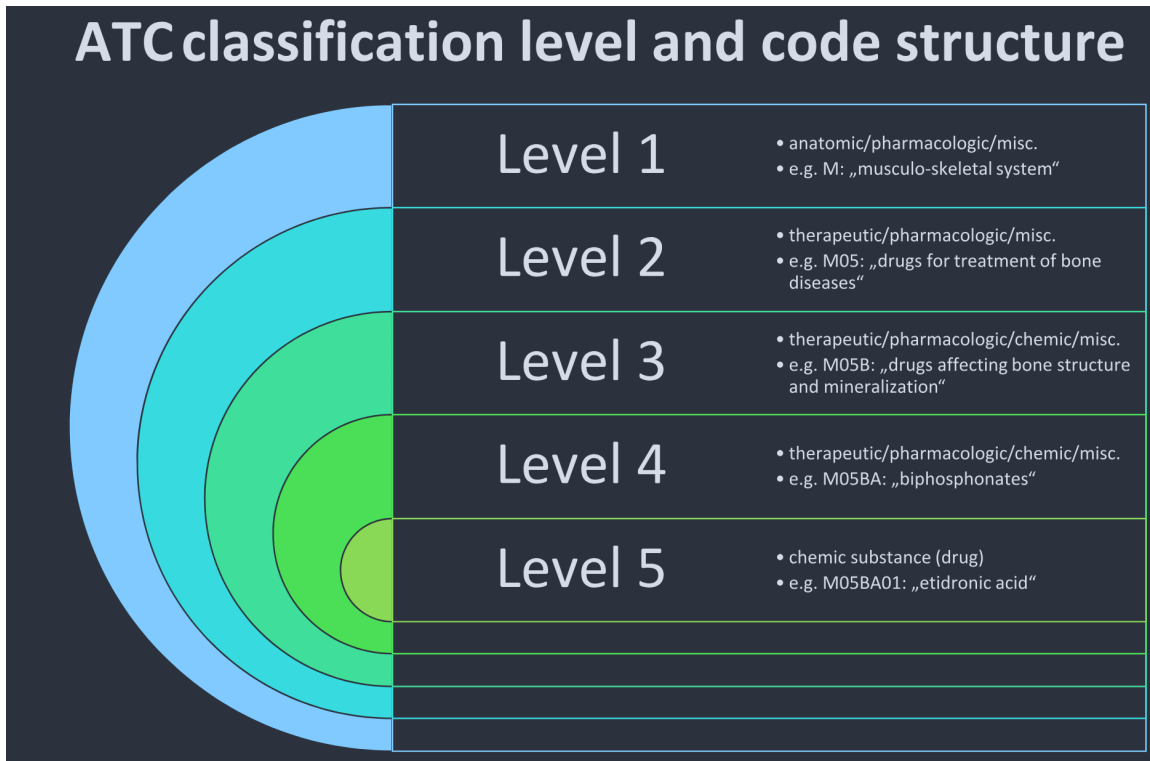 ATC classification level and code structure
Level 1
• anatomic/pharmacologic/misc.
• e.g. M: „musculo-skeletal system“
Level 2
• therapeutic/pharmacologic/misc.
• e.g. M05: „drugs for treatment of bone
diseases“
Level 3
• therapeutic/pharmacologic/chemic/misc.
• e.g. M05B: „drugs affecting bone structure
and mineralization“
Level 4
• therapeutic/pharmacologic/chemic/misc.
• e.g. M05BA: „biphosphonates“
Level 5
• chemic substance (drug)
• e.g. M05BA01: „etidronic acid“